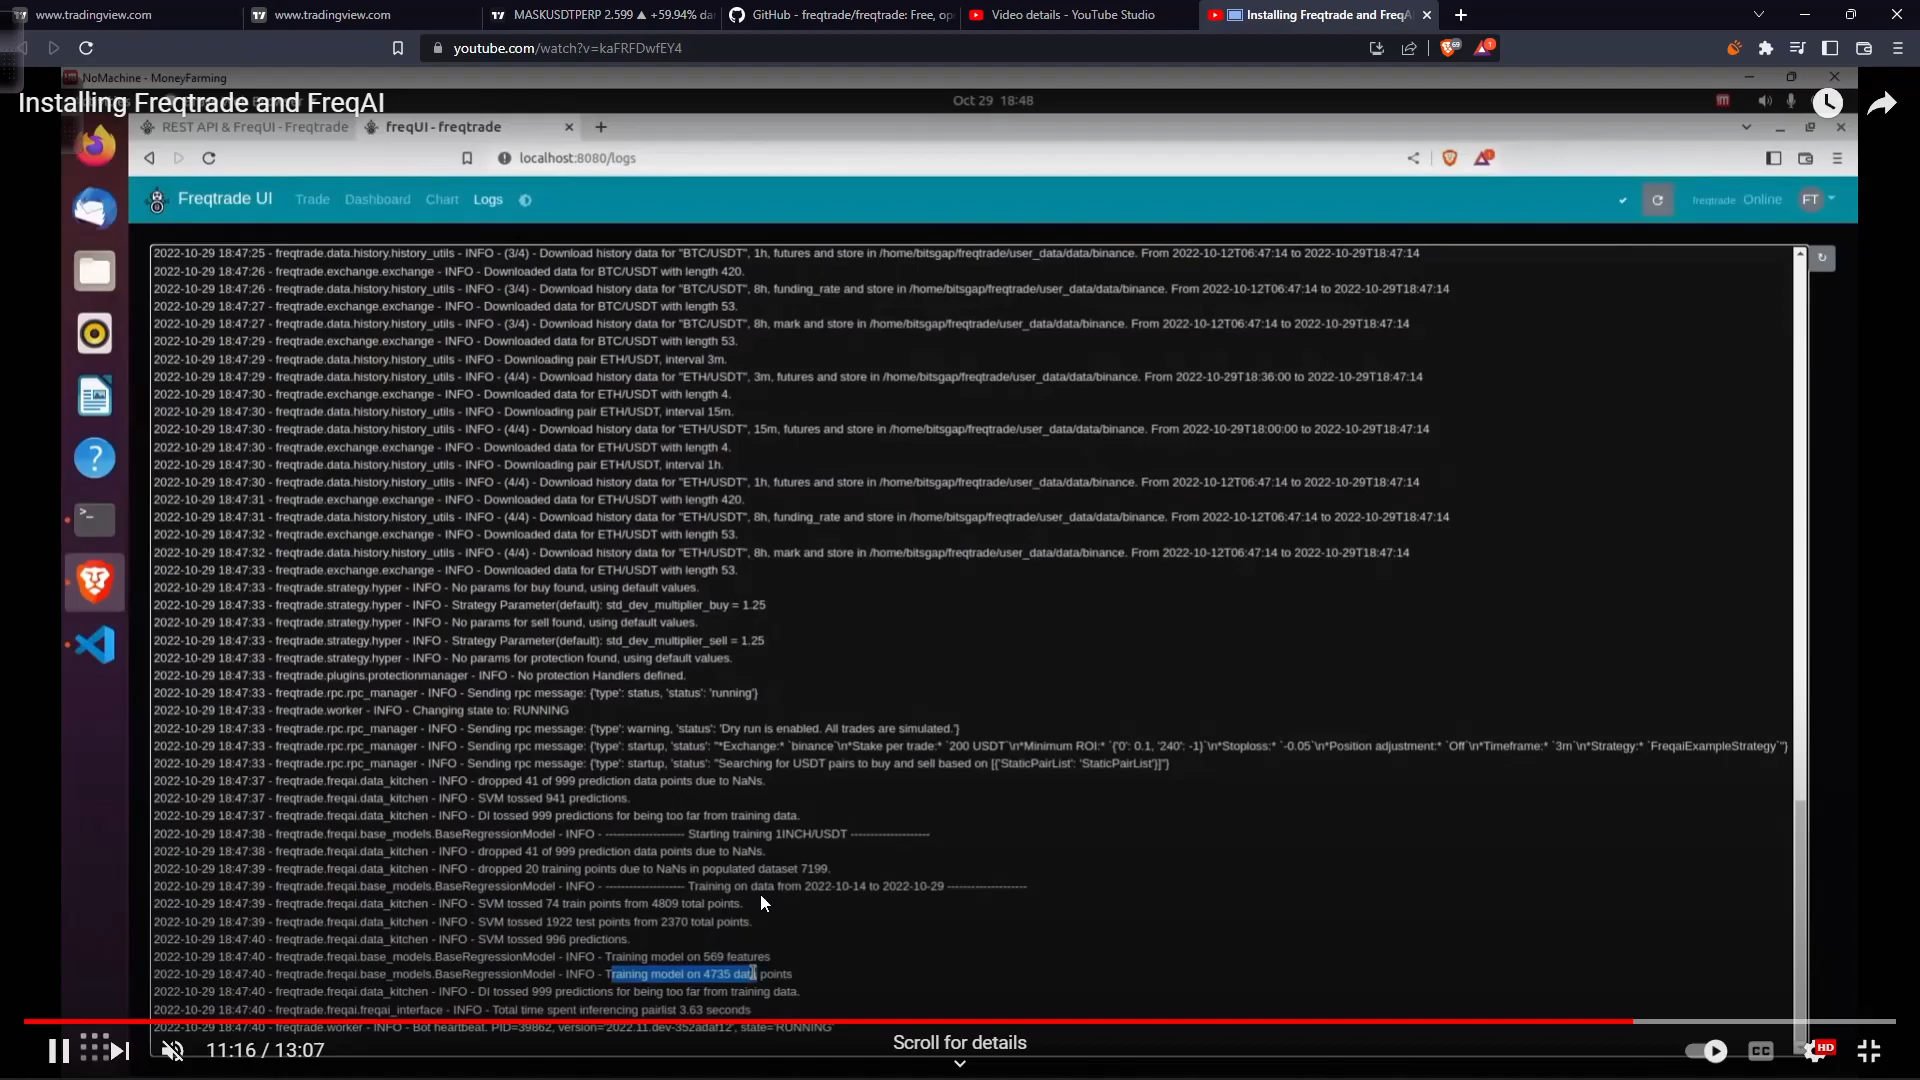 www.tradingview.com
www.tradingview.com
MASKUSDTPERP 2.599 ▲ +59.94%
GitHub - freqtrade/freqtrade: Free,
Video details - YouTube Studio
Installing Freqtrade and FreqAI
youtube.com/watch?v=kaFRFDwfEY4
69
1
NoMachine - MoneyFarming
Installing Freqtrade and FreqAI
Oct 29 18:48
REST API & FreqUI - Freqtrade
freqUI - freqtrade
localhost:8080/logs
Freqtrade UI
Trade
Dashboard
Chart
Logs
freqtrade Online
FT
2022-10-29 18:47:25 - freqtrade.data.history.history_utils - INFO - (3/4) - Download history data for "BTC/USDT", 1h, futures and store in /home/bitsgap/freqtrade/user_data/data/binance. From 2022-10-12T06:47:14 to 2022-10-29T18:47:14
2022-10-29 18:47:26 - freqtrade.exchange.exchange - INFO - Downloaded data for BTC/USDT with length 420.
2022-10-29 18:47:26 - freqtrade.data.history.history_utils - INFO - (3/4) - Download history data for "BTC/USDT", 8h, funding_rate and store in /home/bitsgap/freqtrade/user_data/data/binance. From 2022-10-12T06:47:14 to 2022-10-29T18:47:14
2022-10-29 18:47:27 - freqtrade.exchange.exchange - INFO - Downloaded data for BTC/USDT with length 53.
2022-10-29 18:47:27 - freqtrade.data.history.history_utils - INFO - (3/4) - Download history data for "BTC/USDT", 8h, mark and store in /home/bitsgap/freqtrade/user_data/data/binance. From 2022-10-12T06:47:14 to 2022-10-29T18:47:14
2022-10-29 18:47:29 - freqtrade.exchange.exchange - INFO - Downloaded data for BTC/USDT with length 53.
2022-10-29 18:47:29 - freqtrade.data.history.history_utils - INFO - Downloading pair ETH/USDT, interval 3m.
2022-10-29 18:47:29 - freqtrade.data.history.history_utils - INFO - (4/4) - Download history data for "ETH/USDT", 3m, futures and store in /home/bitsgap/freqtrade/user_data/data/binance. From 2022-10-29T18:36:00 to 2022-10-29T18:47:14
2022-10-29 18:47:30 - freqtrade.exchange.exchange - INFO - Downloaded data for ETH/USDT with length 4.
2022-10-29 18:47:30 - freqtrade.data.history.history_utils - INFO - Downloading pair ETH/USDT, interval 15m.
2022-10-29 18:47:30 - freqtrade.data.history.history_utils - INFO - (4/4) - Download history data for "ETH/USDT", 15m, futures and store in /home/bitsgap/freqtrade/user_data/data/binance. From 2022-10-29T18:00:00 to 2022-10-29T18:47:14
2022-10-29 18:47:30 - freqtrade.exchange.exchange - INFO - Downloaded data for ETH/USDT with length 4.
2022-10-29 18:47:30 - freqtrade.data.history.history_utils - INFO - Downloading pair ETH/USDT, interval 1h.
2022-10-29 18:47:30 - freqtrade.data.history.history_utils - INFO - (4/4) - Download history data for "ETH/USDT", 1h, futures and store in /home/bitsgap/freqtrade/user_data/data/binance. From 2022-10-12T06:47:14 to 2022-10-29T18:47:14
2022-10-29 18:47:31 - freqtrade.exchange.exchange - INFO - Downloaded data for ETH/USDT with length 420.
2022-10-29 18:47:31 - freqtrade.data.history.history_utils - INFO - (4/4) - Download history data for "ETH/USDT", 8h, funding_rate and store in /home/bitsgap/freqtrade/user_data/data/binance. From 2022-10-12T06:47:14 to 2022-10-29T18:47:14
2022-10-29 18:47:32 - freqtrade.exchange.exchange - INFO - Downloaded data for ETH/USDT with length 53.
2022-10-29 18:47:32 - freqtrade.data.history.history_utils - INFO - (4/4) - Download history data for "ETH/USDT", 8h, mark and store in /home/bitsgap/freqtrade/user_data/data/binance. From 2022-10-12T06:47:14 to 2022-10-29T18:47:14
2022-10-29 18:47:33 - freqtrade.exchange.exchange - INFO - Downloaded data for ETH/USDT with length 53.
2022-10-29 18:47:33 - freqtrade.strategy.hyper - INFO - No params for buy found, using default values.
2022-10-29 18:47:33 - freqtrade.strategy.hyper - INFO - Strategy Parameter(default): std_dev_multiplier_buy = 1.25
2022-10-29 18:47:33 - freqtrade.strategy.hyper - INFO - No params for sell found, using default values.
2022-10-29 18:47:33 - freqtrade.strategy.hyper - INFO - Strategy Parameter(default): std_dev_multiplier_sell = 1.25
2022-10-29 18:47:33 - freqtrade.strategy.hyper - INFO - No params for protection found, using default values.
2022-10-29 18:47:33 - freqtrade.plugins.protectionmanager - INFO - No protection Handlers defined.
2022-10-29 18:47:33 - freqtrade.rpc.rpc_manager - INFO - Sending rpc message: {'type': status, 'status': 'running'}
2022-10-29 18:47:33 - freqtrade.worker - INFO - Changing state to: RUNNING
2022-10-29 18:47:33 - freqtrade.rpc.rpc_manager - INFO - Sending rpc message: {'type': warning, 'status': 'Dry run is enabled. All trades are simulated.'}
2022-10-29 18:47:33 - freqtrade.rpc.rpc_manager - INFO - Sending rpc message: {'type': startup, 'status': "*Exchange:* `binance`\n*Stake per trade:* `200 USDT`\n*Minimum ROI:* `{'0': 0.1, '240': -1}`\n*Stoploss:* `-0.05`\n*Position adjustment:* `Off`\n*Timeframe:* `3m`\n*Strategy:* `FreqaiExampleStrategy`"}
2022-10-29 18:47:33 - freqtrade.rpc.rpc_manager - INFO - Sending rpc message: {'type': startup, 'status': "Searching for USDT pairs to buy and sell based on [{'StaticPairList': 'StaticPairList'}]"}
2022-10-29 18:47:37 - freqtrade.freqai.data_kitchen - INFO - dropped 41 of 999 prediction data points due to NaNs.
2022-10-29 18:47:37 - freqtrade.freqai.data_kitchen - INFO - SVM tossed 941 predictions.
2022-10-29 18:47:37 - freqtrade.freqai.data_kitchen - INFO - DI tossed 999 predictions for being too far from training data.
2022-10-29 18:47:38 - freqtrade.freqai.base_models.BaseRegressionModel - INFO - -------------------- Starting training 1INCH/USDT --------------------
2022-10-29 18:47:38 - freqtrade.freqai.data_kitchen - INFO - dropped 41 of 999 prediction data points due to NaNs.
2022-10-29 18:47:39 - freqtrade.freqai.data_kitchen - INFO - dropped 20 training points due to NaNs in populated dataset 7199.
2022-10-29 18:47:39 - freqtrade.freqai.base_models.BaseRegressionModel - INFO - -------------------- Training on data from 2022-10-14 to 2022-10-29 --------------------
2022-10-29 18:47:39 - freqtrade.freqai.data_kitchen - INFO - SVM tossed 74 train points from 4809 total points.
2022-10-29 18:47:39 - freqtrade.freqai.data_kitchen - INFO - SVM tossed 1922 test points from 2370 total points.
2022-10-29 18:47:40 - freqtrade.freqai.data_kitchen - INFO - SVM tossed 996 predictions.
2022-10-29 18:47:40 - freqtrade.freqai.base_models.BaseRegressionModel - INFO - Training model on 569 features
2022-10-29 18:47:40 - freqtrade.freqai.base_models.BaseRegressionModel - INFO - Training model on 4735 data points
2022-10-29 18:47:40 - freqtrade.freqai.data_kitchen - INFO - DI tossed 999 predictions for being too far from training data.
2022-10-29 18:47:40 - freqtrade.freqai.freqai_interface - INFO - Total time spent inferencing pairlist 3.63 seconds
2022-10-29 18:47:40 - freqtrade.worker - INFO - Bot heartbeat. PID=39862, version='2022.11.dev-352adaf12', state='RUNNING'
11:16 / 13:07
Scroll for details
CC
HD